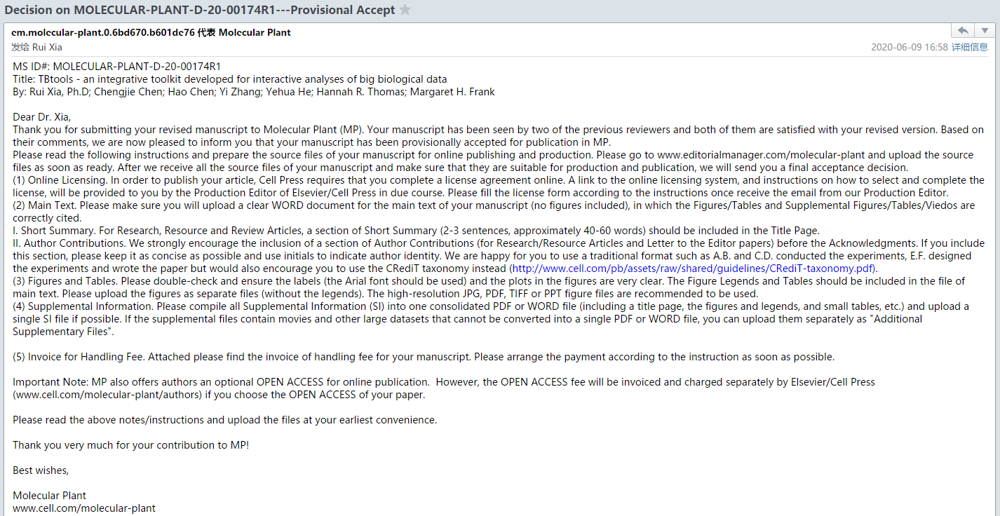 Decision on MOLECULAR-PLANT-D-20-00174R1---Provisional Accept
em.molecular-plant.0.6bd670.b601dc76 代表 Molecular Plant
发给 Rui Xia
2020-06-09 16:58 详细信息
MS ID#: MOLECULAR-PLANT-D-20-00174R1
Title: TBtools - an integrative toolkit developed for interactive analyses of big biological data
By: Rui Xia, Ph.D; Chengjie Chen; Hao Chen; Yi Zhang; Yehua He; Hannah R. Thomas; Margaret H. Frank
Dear Dr. Xia,
Thank you for submitting your revised manuscript to Molecular Plant (MP). Your manuscript has been seen by two of the previous reviewers and both of them are satisfied with your revised version. Based on
their comments, we are now pleased to inform you that your manuscript has been provisionally accepted for publication in MP.
Please read the following instructions and prepare the source files of your manuscript for online publishing and production. Please go to www.editorialmanager.com/molecular-plant and upload the source
files as soon as ready. After we receive all the source files of your manuscript and make sure that they are suitable for production and publication, we will send you a final acceptance decision.
(1) Online Licensing. In order to publish your article, Cell Press requires that you complete a license agreement online. A link to the online licensing system, and instructions on how to select and complete the
license, will be provided to you by the Production Editor of Elsevier/Cell Press in due course. Please fill the license form according to the instructions once receive the email from our Production Editor.
(2) Main Text. Please make sure you will upload a clear WORD document for the main text of your manuscript (no figures included), in which the Figures/Tables and Supplemental Figures/Tables/Viedos are
correctly cited.
I. Short Summary. For Research, Resource and Review Articles, a section of Short Summary (2-3 sentences, approximately 40-60 words) should be included in the Title Page.
II. Author Contributions. We strongly encourage the inclusion of a section of Author Contributions (for Research/Resource Articles and Letter to the Editor papers) before the Acknowledgments. If you include
this section, please keep it as concise as possible and use initials to indicate author identity. We are happy for you to use a traditional format such as A.B. and C.D. conducted the experiments, E.F. designed
the experiments and wrote the paper but would also encourage you to use the CRediT taxonomy instead (http://www.cell.com/pb/assets/raw/shared/guidelines/CRediT-taxonomy.pdf).
(3) Figures and Tables. Please double-check and ensure the labels (the Arial font should be used) and the plots in the figures are very clear. The Figure Legends and Tables should be included in the file of
main text. Please upload the figures as separate files (without the legends). The high-resolution JPG, PDF, TIFF or PPT figure files are recommended to be used.
(4) Supplemental Information. Please compile all Supplemental Information (SI) into one consolidated PDF or WORD file (including a title page, the figures and legends, and small tables, etc.) and upload a
single SI file if possible. If the supplemental files contain movies and other large datasets that cannot be converted into a single PDF or WORD file, you can upload them separately as "Additional
Supplementary Files".
(5) Invoice for Handling Fee. Attached please find the invoice of handling fee for your manuscript. Please arrange the payment according to the instruction as soon as possible.
Important Note: MP also offers authors an optional OPEN ACCESS for online publication.  However, the OPEN ACCESS fee will be invoiced and charged separately by Elsevier/Cell Press
(www.cell.com/molecular-plant/authors) if you choose the OPEN ACCESS of your paper.
Please read the above notes/instructions and upload the files at your earliest convenience.
Thank you very much for your contribution to MP!
Best wishes,
Molecular Plant
www.cell.com/molecular-plant